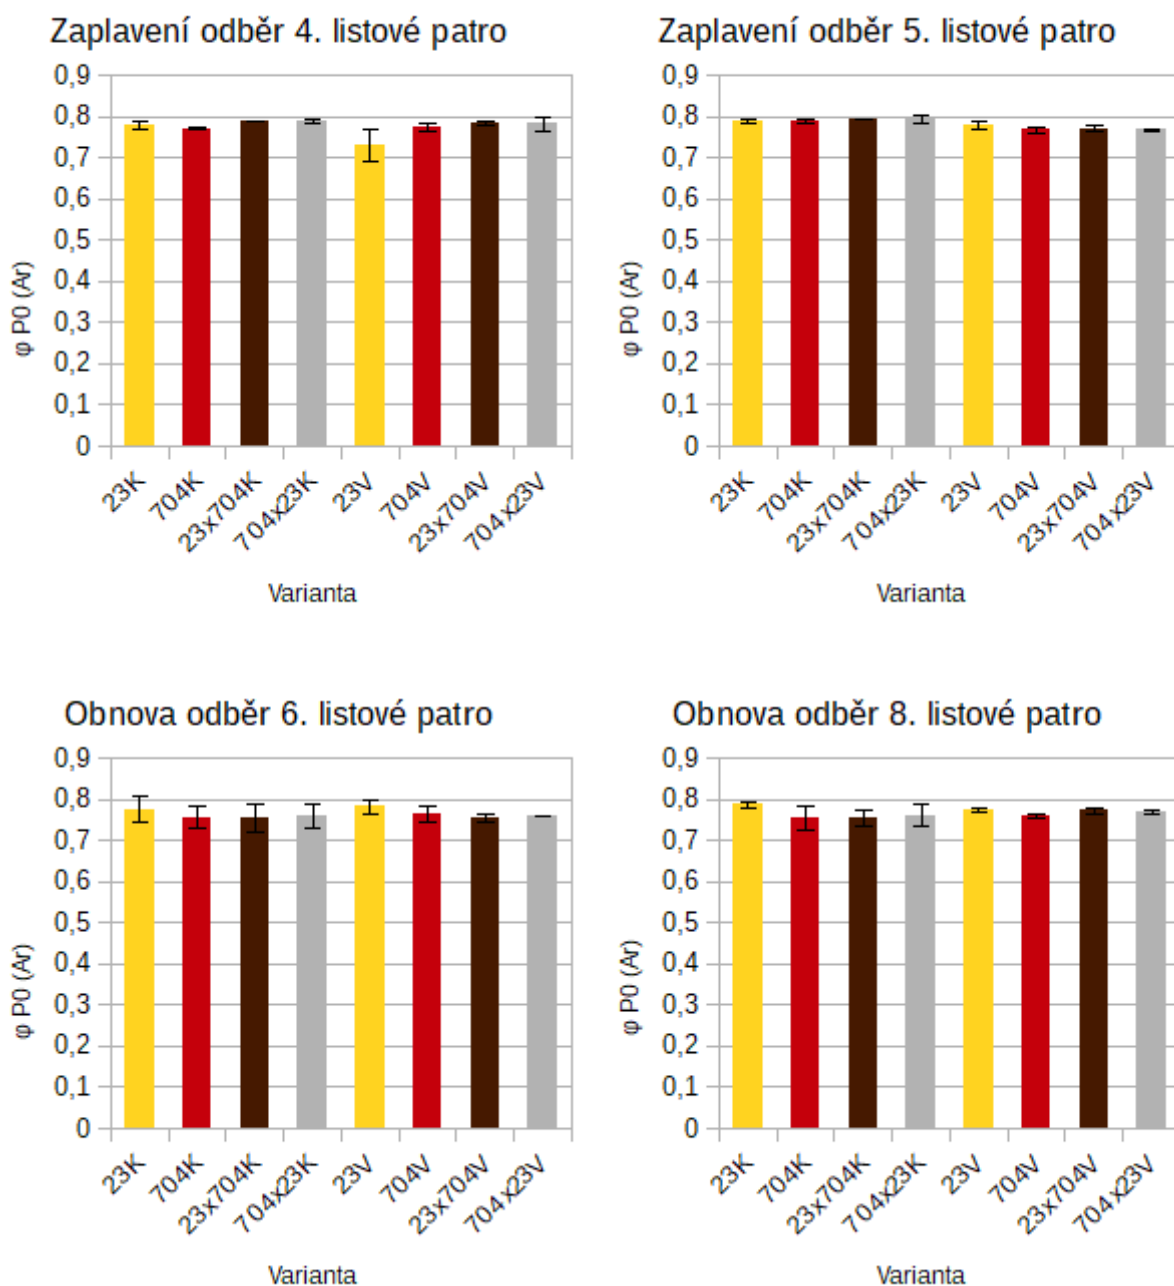 Zaplavení odběr 4. listové patro
φ P0 (Ar)
0,9
0,8
0,7
0,6
0,5
0,4
0,3
0,2
0,1
0
23K
704K
23x704K
704x23K
23V
704V
23x704V
704x23V
Varianta
Zaplavení odběr 5. listové patro
φ P0 (Ar)
0,9
0,8
0,7
0,6
0,5
0,4
0,3
0,2
0,1
0
23K
704K
23x704K
704x23K
23V
704V
23x704V
704x23V
Varianta
Obnova odběr 6. listové patro
φ P0 (Ar)
0,9
0,8
0,7
0,6
0,5
0,4
0,3
0,2
0,1
0
23K
704K
23x704K
704x23K
23V
704V
23x704V
704x23V
Varianta
Obnova odběr 8. listové patro
φ P0 (Ar)
0,9
0,8
0,7
0,6
0,5
0,4
0,3
0,2
0,1
0
23K
704K
23x704K
704x23K
23V
704V
23x704V
704x23V
Varianta